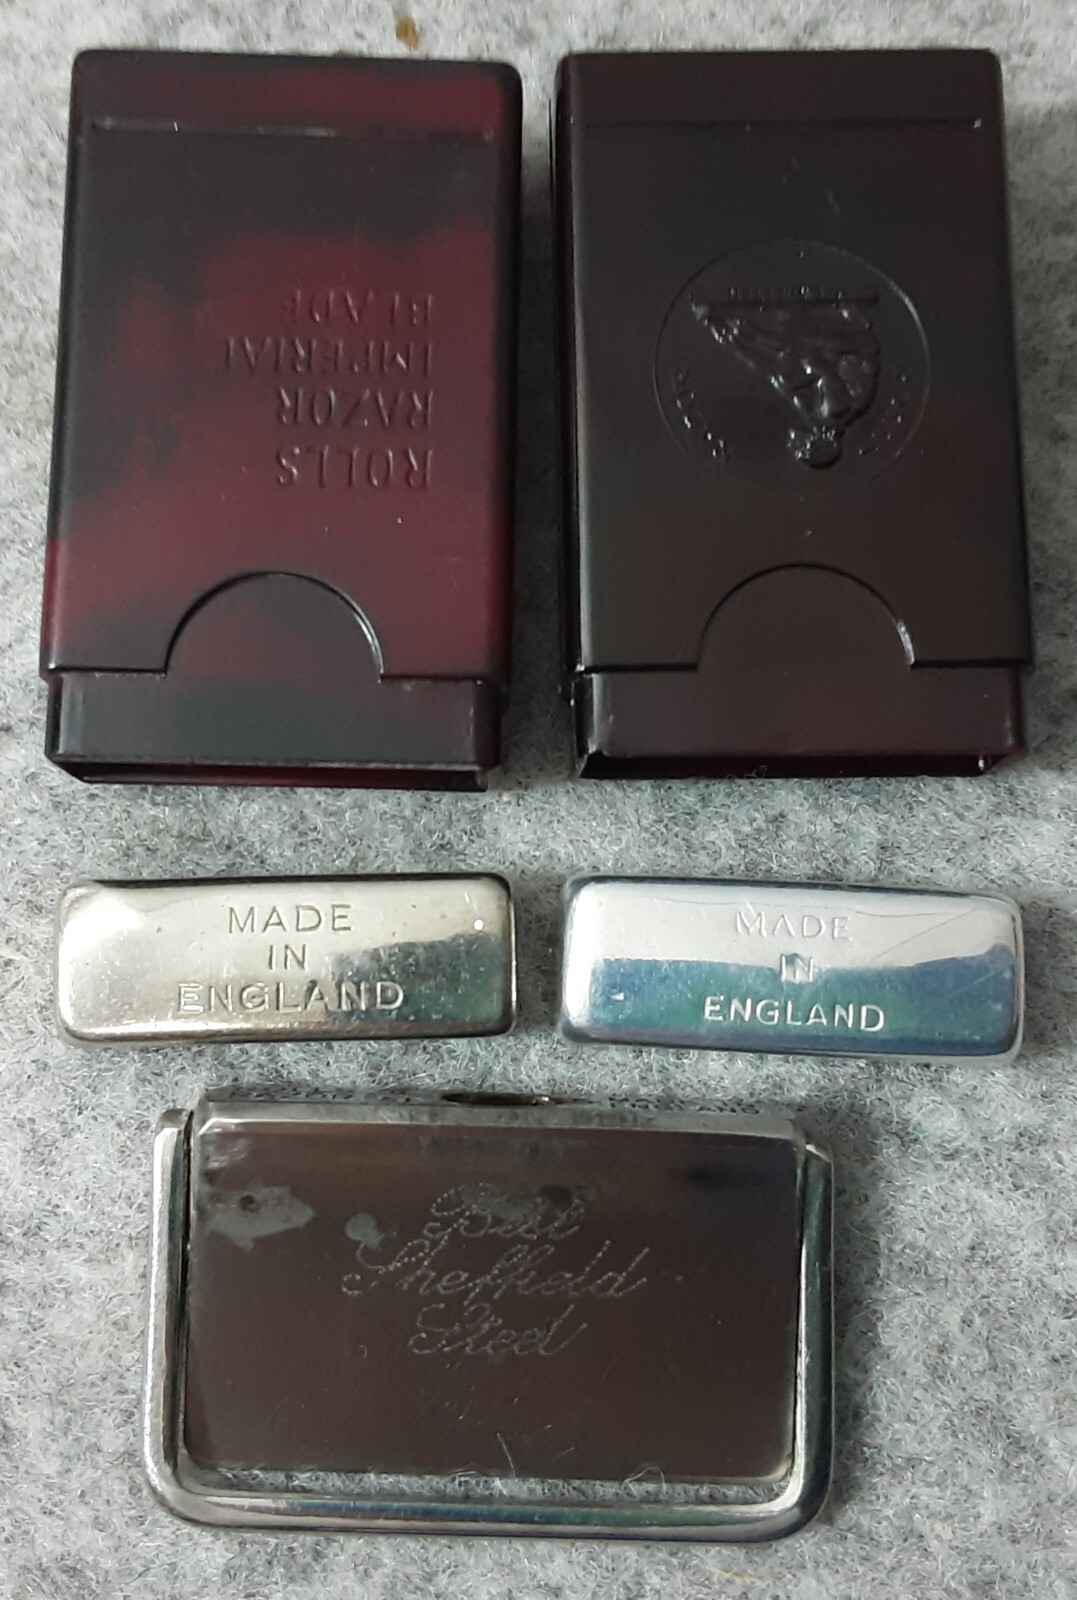 ROLLS
RAZOR
IMPERIAL
BLADE
MADE
IN
ENGLAND
MADE
IN
ENGLAND
Best
Sheffield
Steel